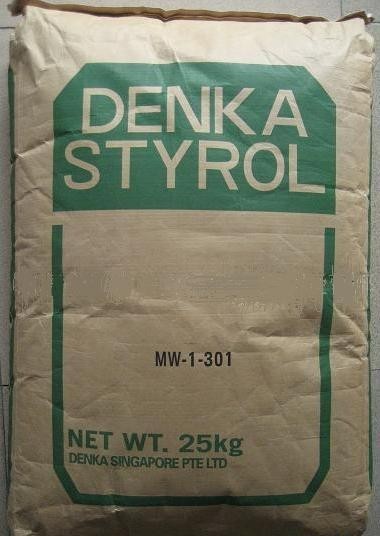 DENKA
STYROL
MW-1-301
NET WT. 25kg
DENKA SINGAPORE PTE LTD